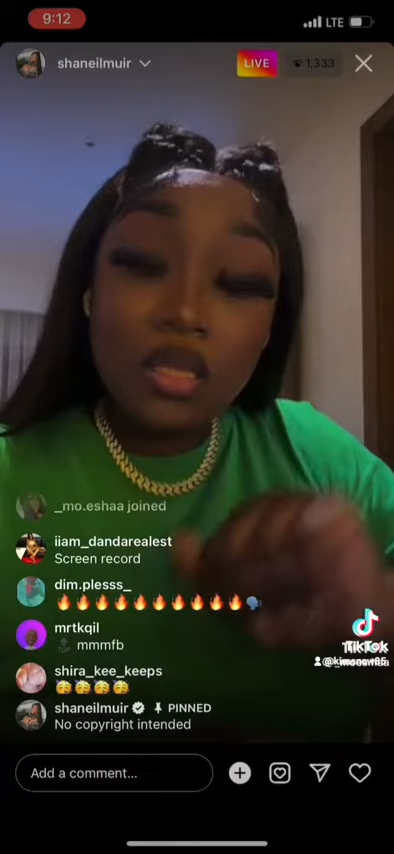 9:12
LTE
shaneilmuir
LIVE
1,333
_mo.eshaa joined
iiam_dandarealest
Screen record
dim.plesss_
mrtkqil
TOP mmmfb
shira_kee_keeps
shaneilmuir PINNED
No copyright intended
TikTok
Add a comment...